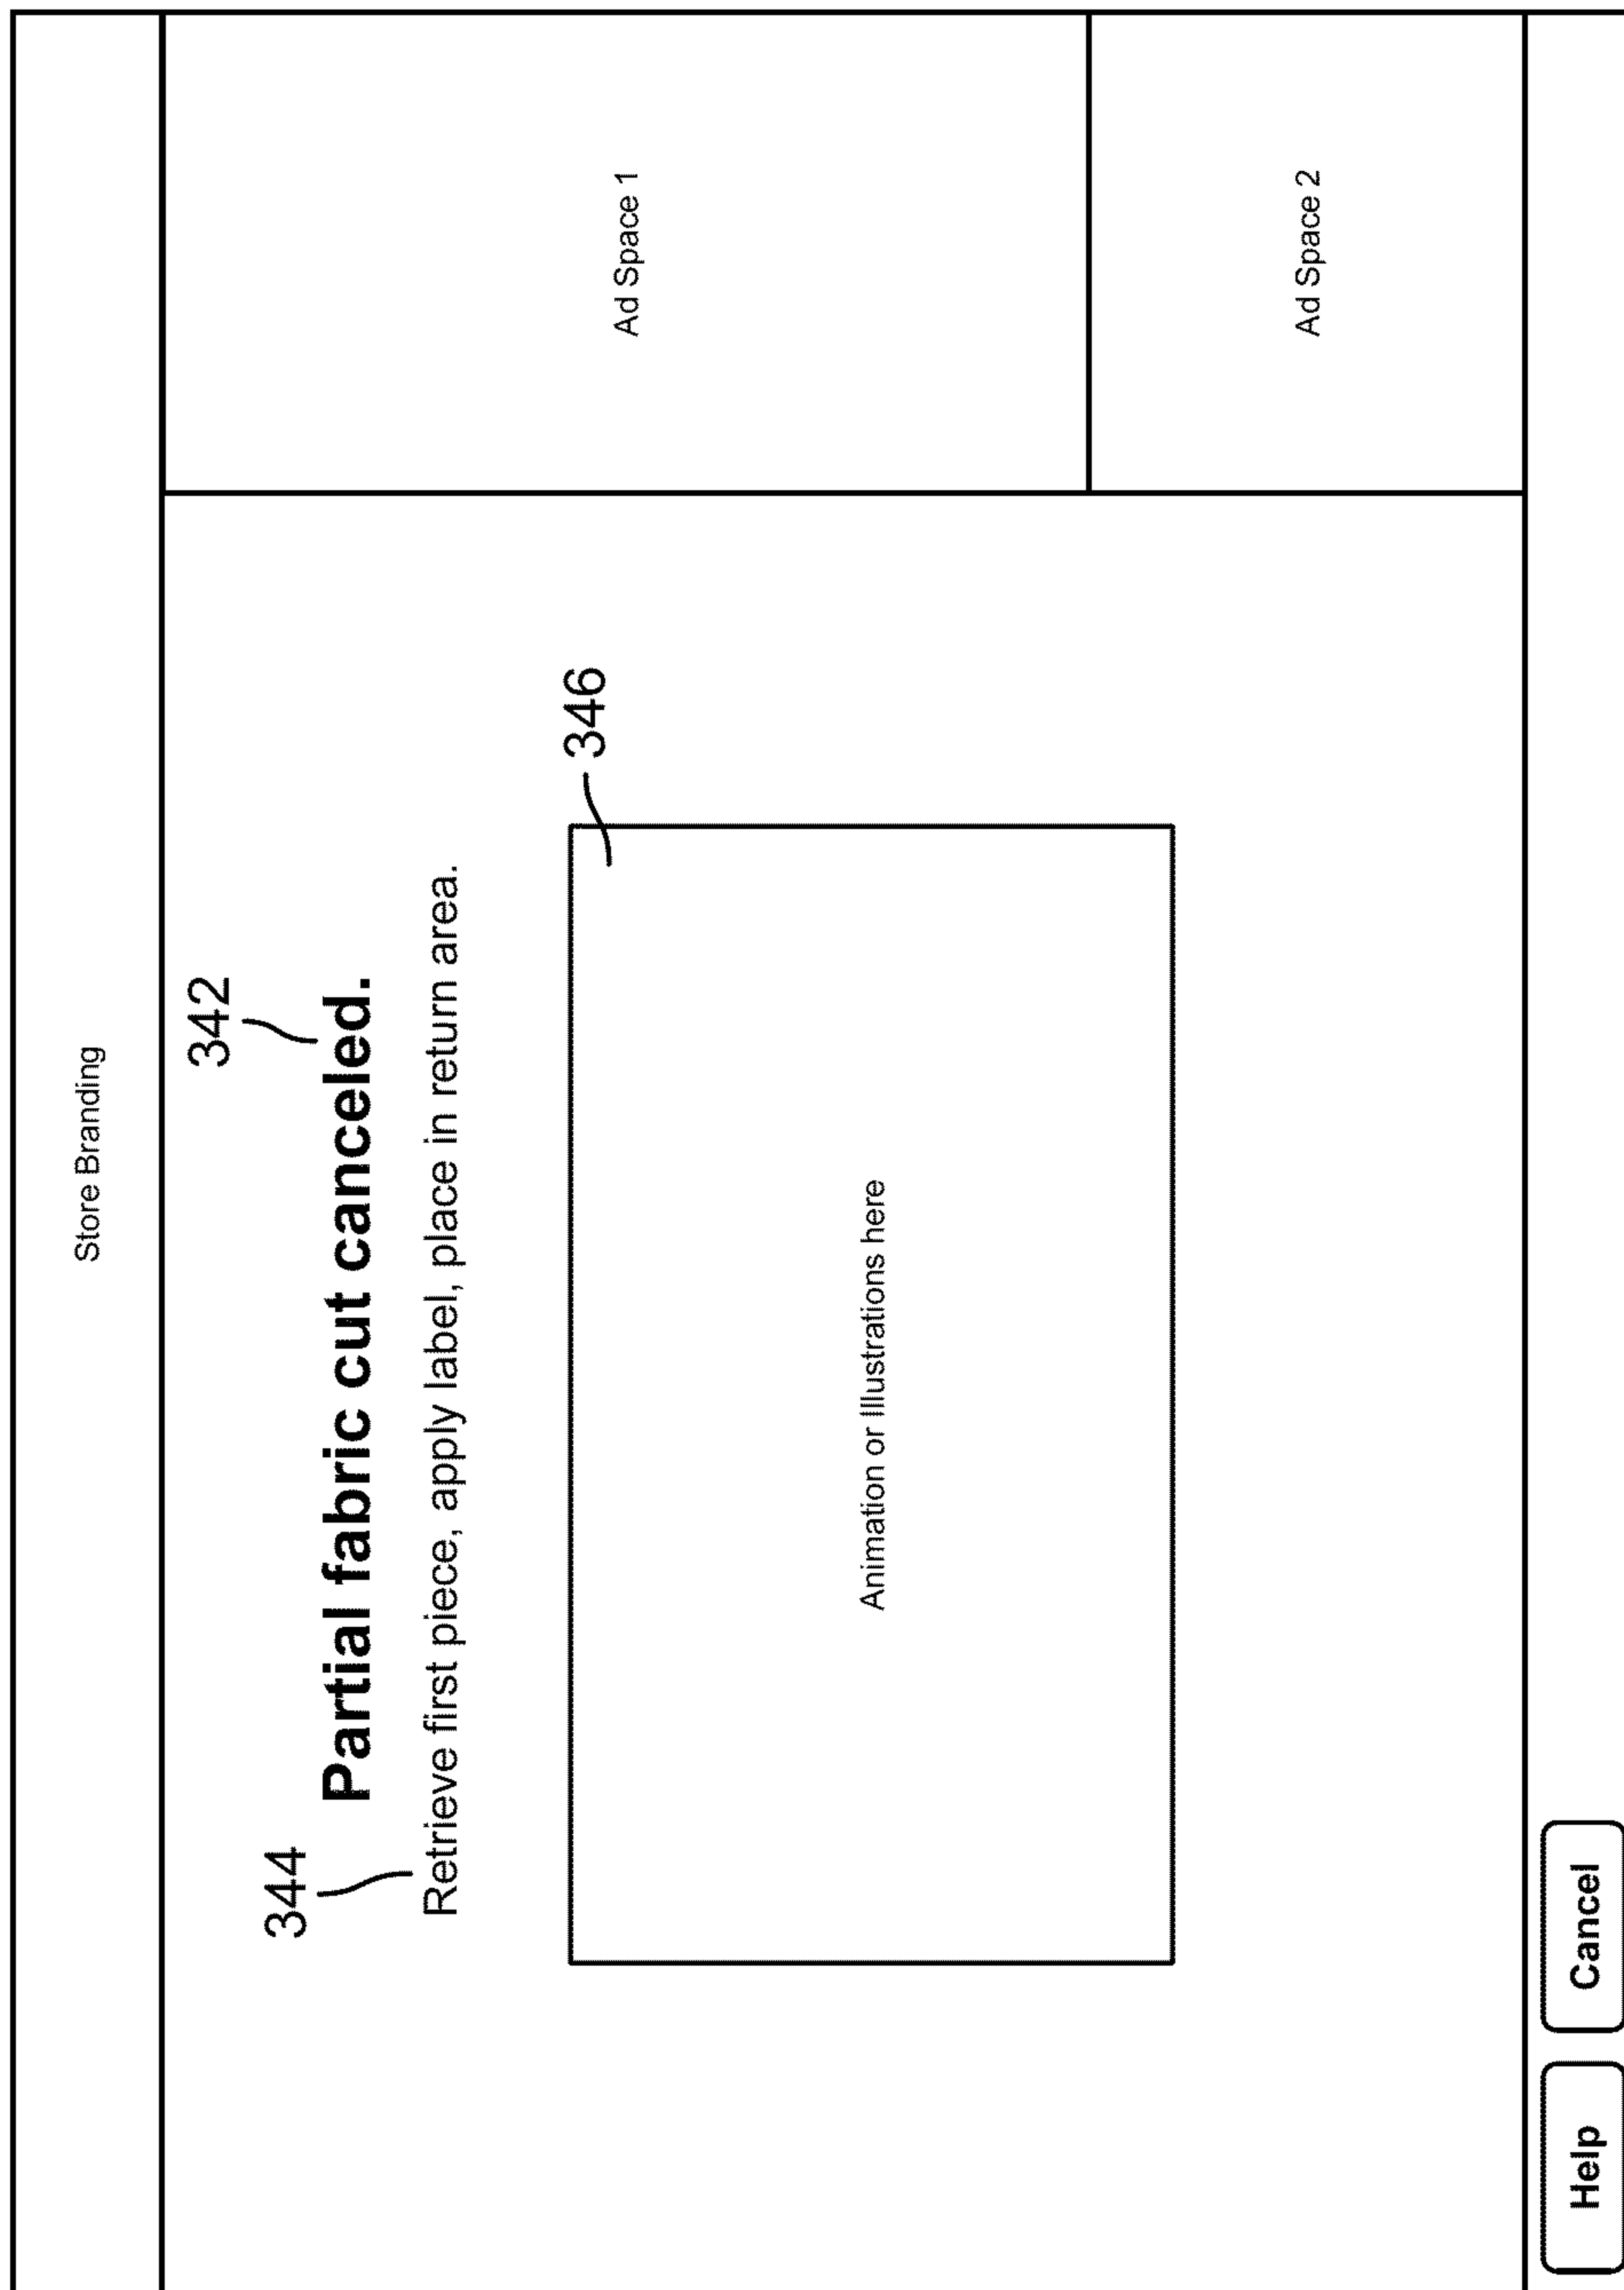 Store Branding
342
Partial fabric cut canceled.
344
Retrieve first piece, apply label, place in return area.
346
Animation or Illustrations here
Ad Space 1
Ad Space 2
Help
Cancel